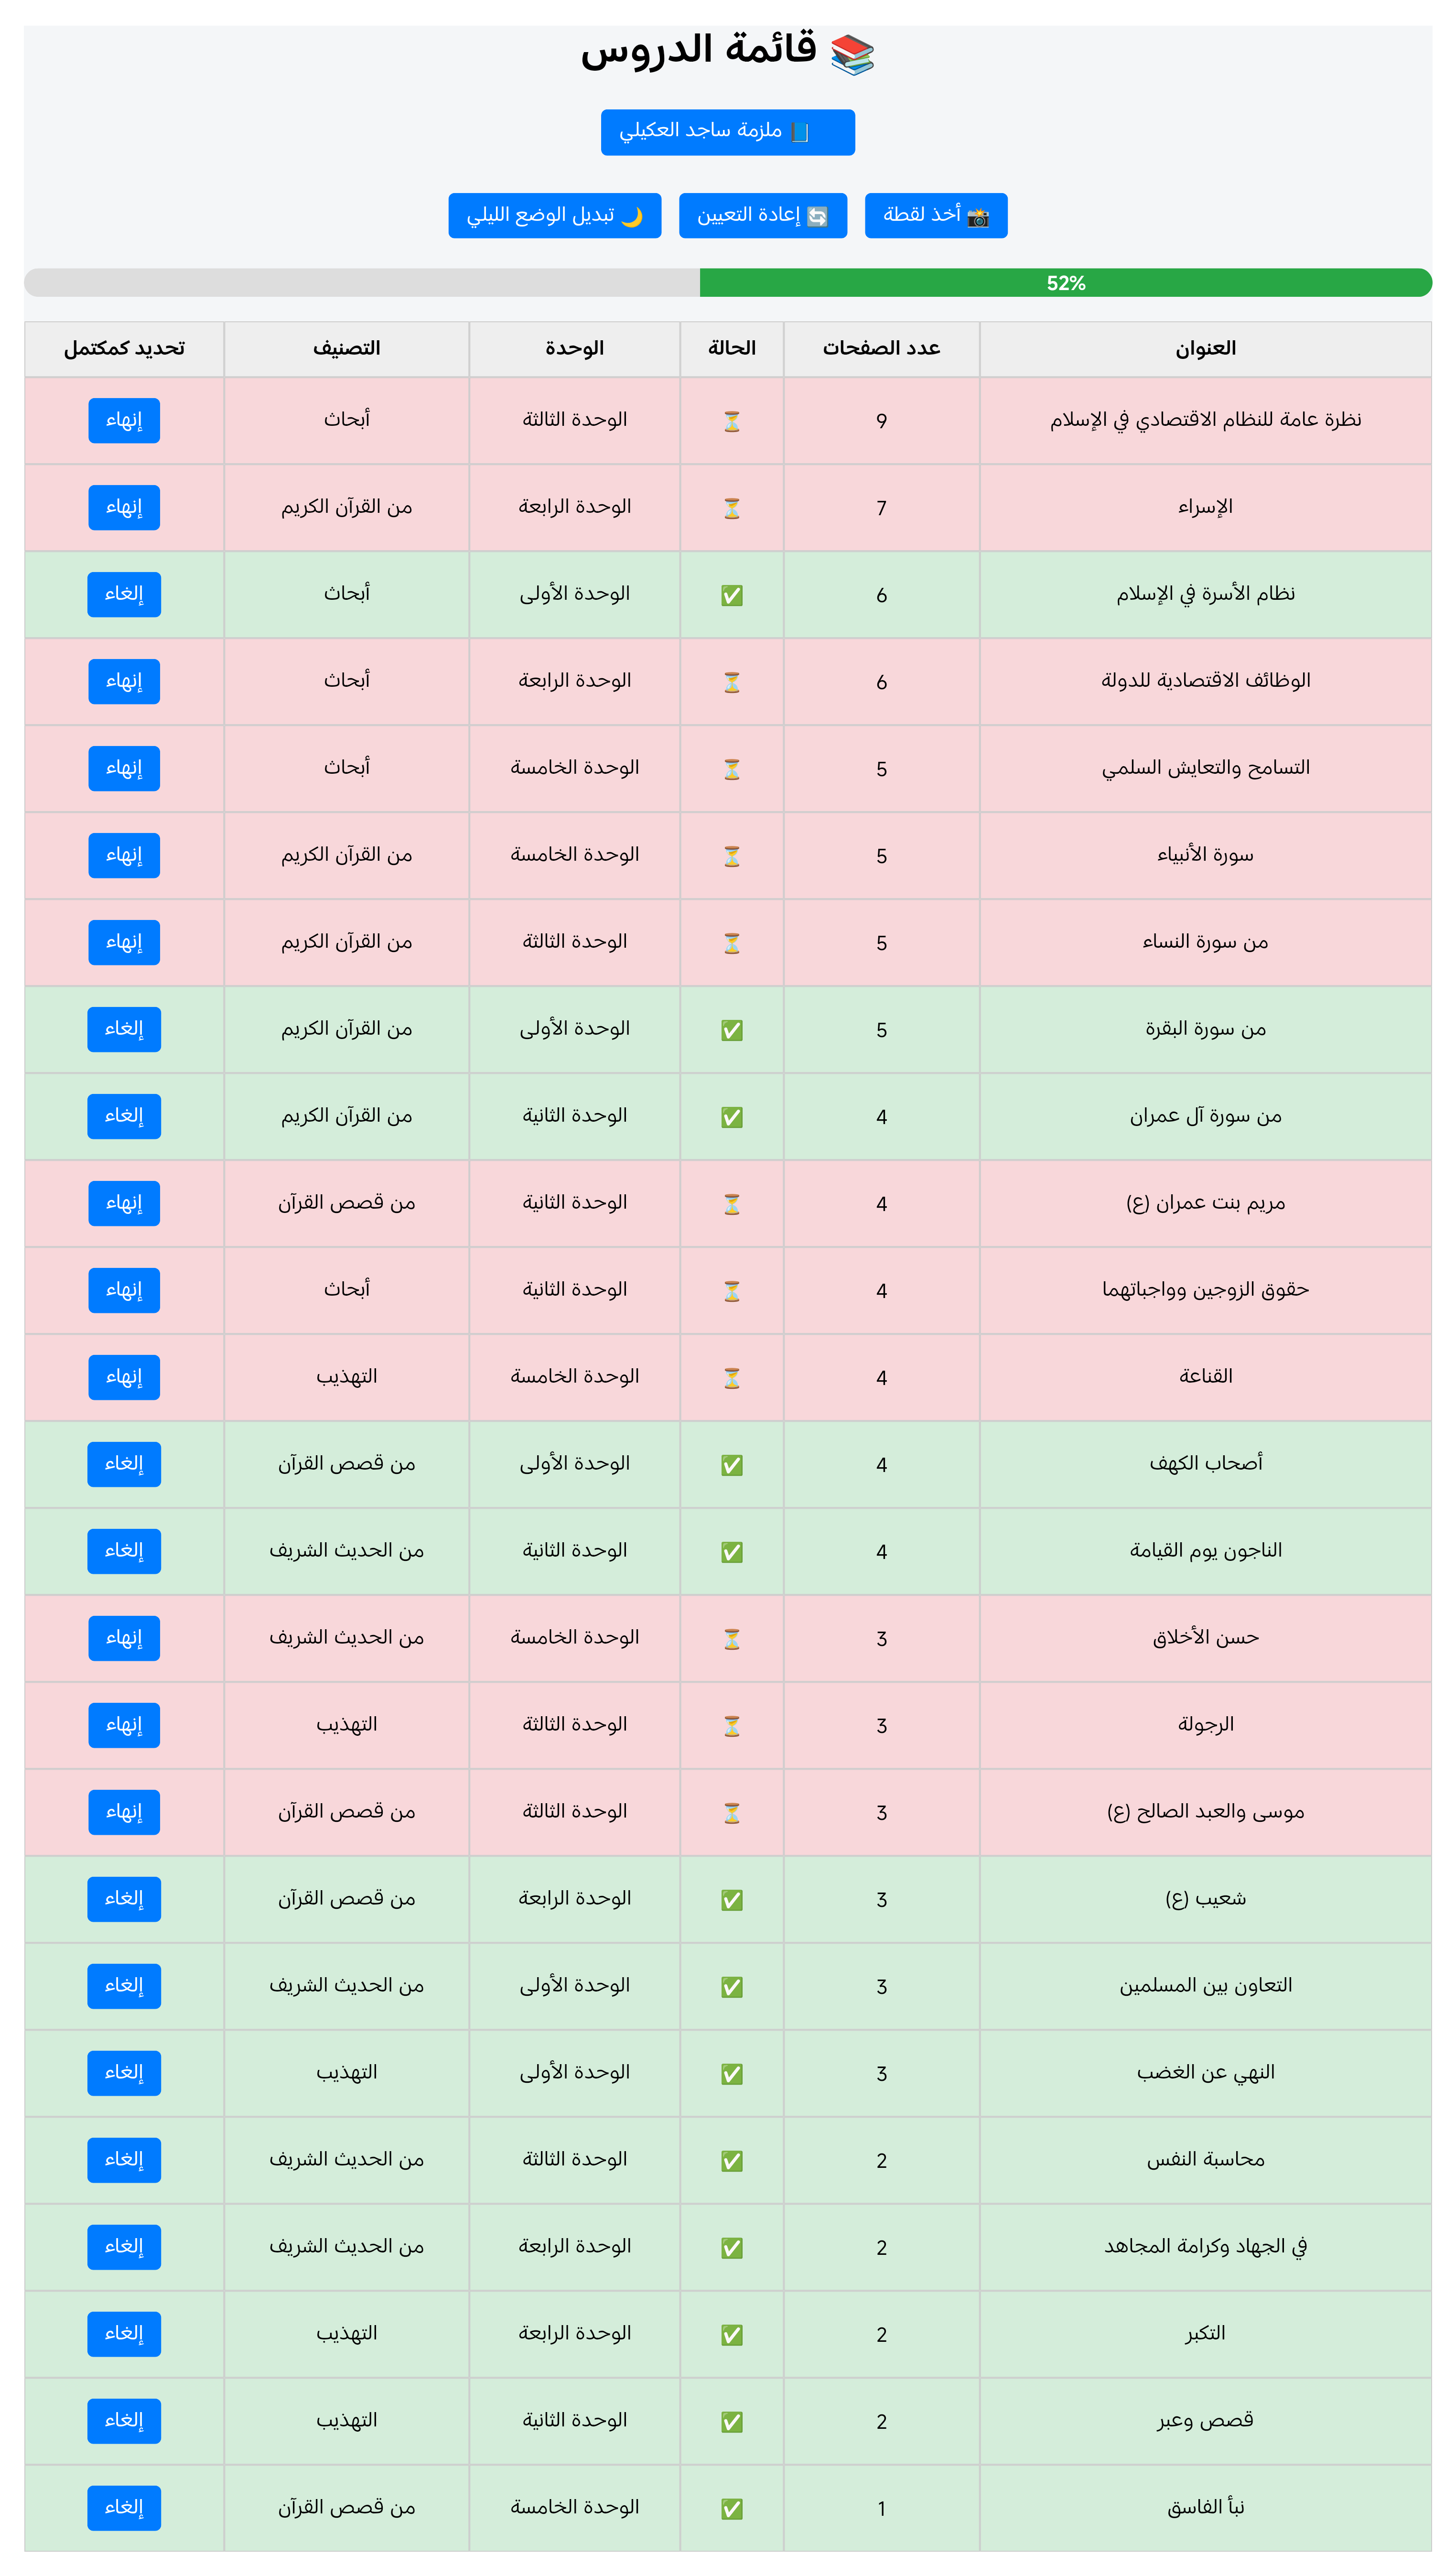 📚 قائمة الدروس
📘 ملزمة ساجد العكيلي
📸 أخذ لقطة 🔄 إعادة التعيين 🌙 تبديل الوضع الليلي
52%
العنوان عدد الصفحات الحالة الوحدة التصنيف تحديد كمكتمل
نظرة عامة للنظام الاقتصادي في الإسلام 9 ⏳ الوحدة الثالثة أبحاث إنهاء
الإسراء 7 ⏳ الوحدة الرابعة من القرآن الكريم إنهاء
نظام الأسرة في الإسلام 6 ✅ الوحدة الأولى أبحاث إلغاء
الوظائف الاقتصادية للدولة 6 ⏳ الوحدة الرابعة أبحاث إنهاء
التسامح والتعايش السلمي 5 ⏳ الوحدة الخامسة أبحاث إنهاء
سورة الأنبياء 5 ⏳ الوحدة الخامسة من القرآن الكريم إنهاء
من سورة النساء 5 ⏳ الوحدة الثالثة من القرآن الكريم إنهاء
من سورة البقرة 5 ✅ الوحدة الأولى من القرآن الكريم إلغاء
من سورة آل عمران 4 ✅ الوحدة الثانية من القرآن الكريم إلغاء
مريم بنت عمران (ع) 4 ⏳ الوحدة الثانية من قصص القرآن إنهاء
حقوق الزوجين وواجباتهما 4 ⏳ الوحدة الثانية أبحاث إنهاء
القناعة 4 ⏳ الوحدة الخامسة التهذيب إنهاء
أصحاب الكهف 4 ✅ الوحدة الأولى من قصص القرآن إلغاء
الناجون يوم القيامة 4 ✅ الوحدة الثانية من الحديث الشريف إلغاء
حسن الأخلاق 3 ⏳ الوحدة الخامسة من الحديث الشريف إنهاء
الرجولة 3 ⏳ الوحدة الثالثة التهذيب إنهاء
موسى والعبد الصالح (ع) 3 ⏳ الوحدة الثالثة من قصص القرآن إنهاء
شعيب (ع) 3 ✅ الوحدة الرابعة من قصص القرآن إلغاء
التعاون بين المسلمين 3 ✅ الوحدة الأولى من الحديث الشريف إلغاء
النهي عن الغضب 3 ✅ الوحدة الأولى التهذيب إلغاء
محاسبة النفس 2 ✅ الوحدة الثالثة من الحديث الشريف إلغاء
في الجهاد وكرامة المجاهد 2 ✅ الوحدة الرابعة من الحديث الشريف إلغاء
التكبر 2 ✅ الوحدة الرابعة التهذيب إلغاء
قصص وعبر 2 ✅ الوحدة الثانية التهذيب إلغاء
نبأ الفاسق 1 ✅ الوحدة الخامسة من قصص القرآن إلغاء